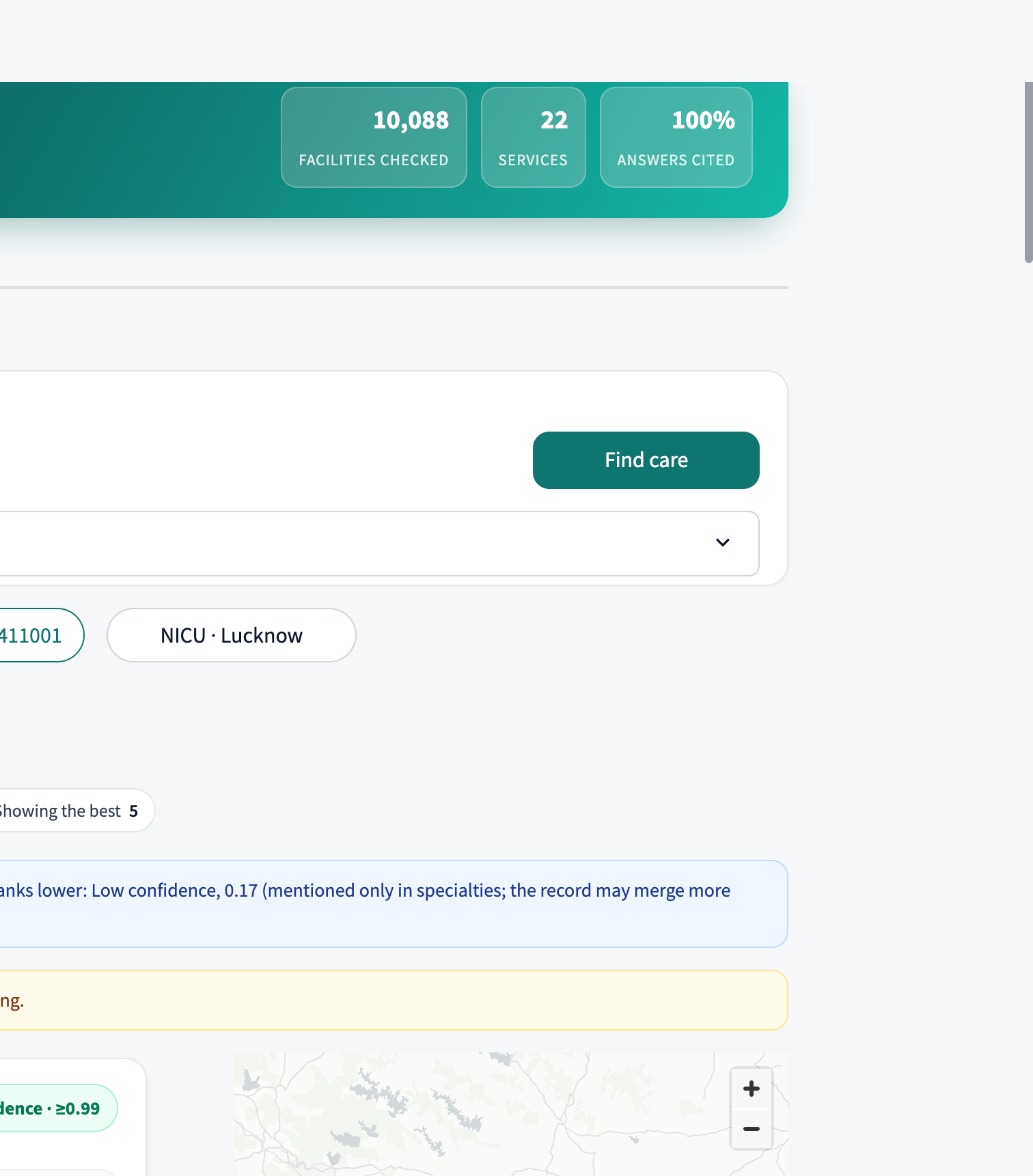 10,088
FACILITIES CHECKED
22
SERVICES
100%
ANSWERS CITED
Find care
411001
NICU · Lucknow
Showing the best 5
anks lower: Low confidence, 0.17 (mentioned only in specialties; the record may merge more
ng.
dence · ≥0.99
+
−